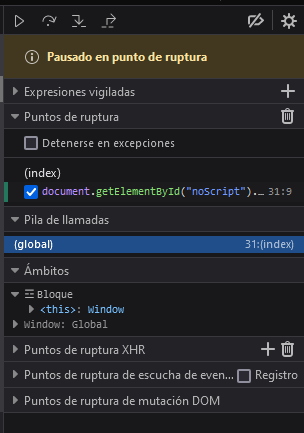 Pausado en punto de ruptura
Expresiones vigiladas
Puntos de ruptura
Detenerse en excepciones
(index)
document.getElementById("noScript").… 31:9
Pila de llamadas
(global) 31:(index)
Ámbitos
Bloque
<this>: Window
Window: Global
Puntos de ruptura XHR
Puntos de ruptura de escucha de even… Registro
Puntos de ruptura de mutación DOM